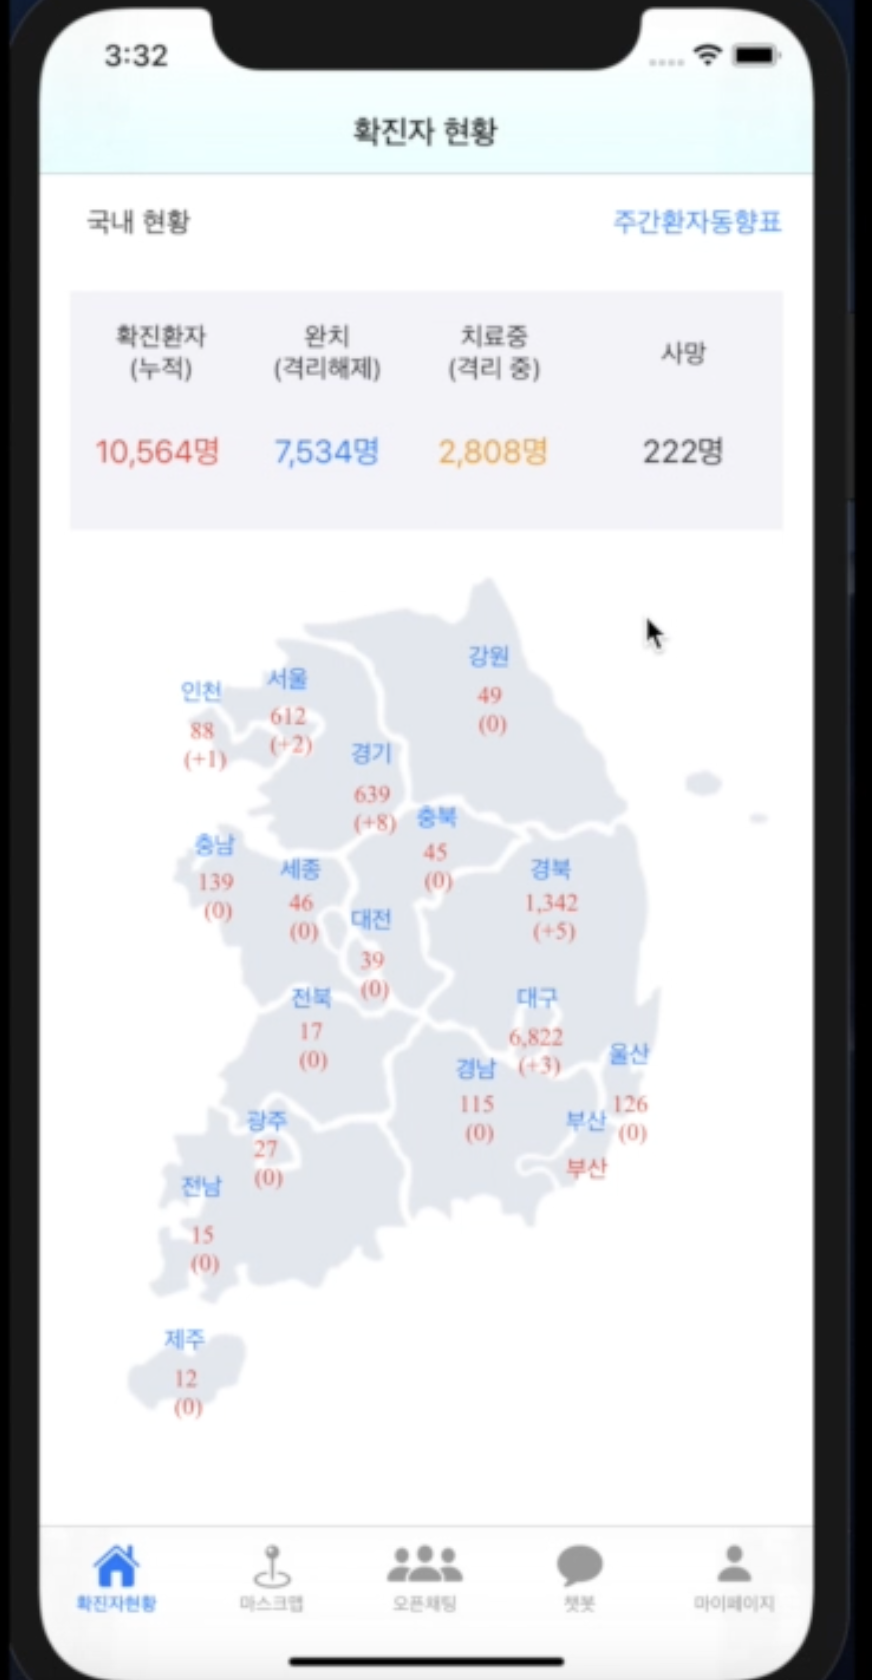 3:32
확진자 현황
국내 현황 주간환자동향표
확진환자 완치 치료중 사망
(누적) (격리해제) (격리 중)
10,564명 7,534명 2,808명 222명
강원
49
(0)
서울
612
(+2)
인천
88
(+1)
경기
639
(+8)
충북
45
(0)
충남
139
(0)
세종
46
(0)
경북
1,342
(+5)
대전
39
(0)
전북
17
(0)
대구
6,822
(+3)
울산
126
(0)
경남
115
(0)
부산
부산
광주
27
(0)
전남
15
(0)
제주
12
(0)
확진자현황 마스크맵 오픈채팅 챗봇 마이페이지